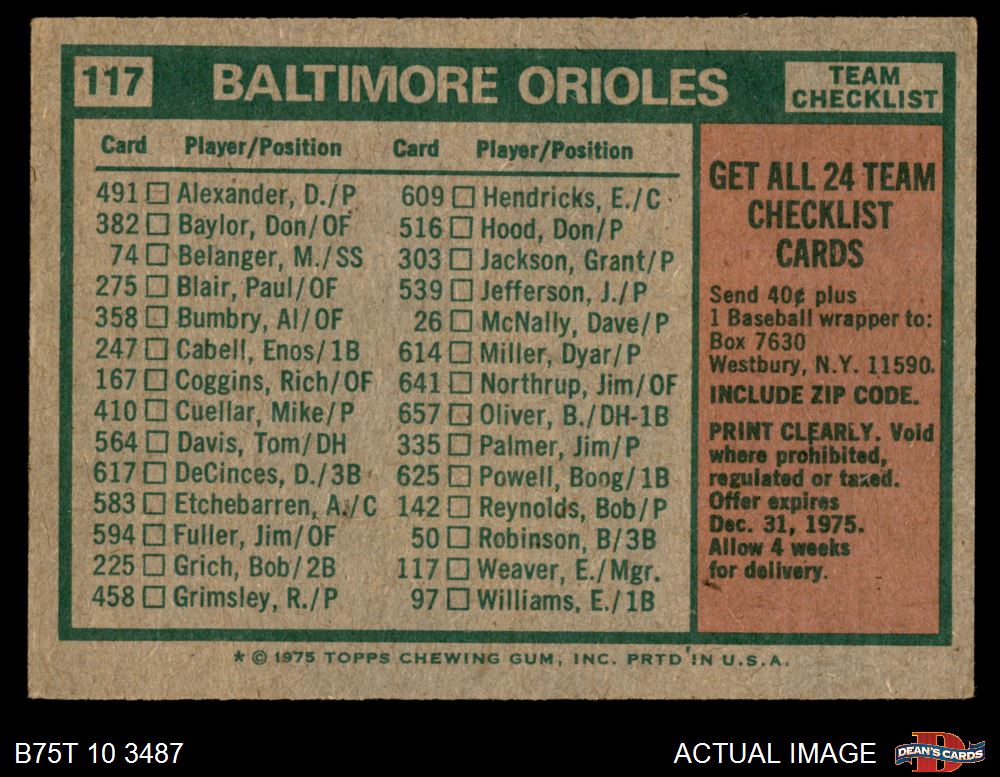 117 BALTIMORE ORIOLES TEAM CHECKLIST
Card Player/Position
491 Alexander, D./P
382 Baylor, Don/OF
74 Belanger, M./SS
275 Blair, Paul/OF
358 Bumbry, Al/OF
247 Cabell, Enos/1B
167 Coggins, Rich/OF
410 Cuellar, Mike/P
564 Davis, Tom/DH
617 DeCinces, D./3B
583 Etchebarren, A./C
594 Fuller, Jim/OF
225 Grich, Bob/2B
458 Grimsley, R./P
Card Player/Position
609 Hendricks, E./C
516 Hood, Don/P
303 Jackson, Grant/P
539 Jefferson, J./P
26 McNally, Dave/P
614 Miller, Dyar/P
641 Northrup, Jim/OF
657 Oliver, B./DH-1B
335 Palmer, Jim/P
625 Powell, Boog/1B
142 Reynolds, Bob/P
50 Robinson, B/3B
117 Weaver, E./Mgr.
97 Williams, E./1B
GET ALL 24 TEAM
CHECKLIST
CARDS
Send 40¢ plus
1 Baseball wrapper to:
Box 7630
Westbury, N.Y. 11590.
INCLUDE ZIP CODE.
PRINT CLEARLY. Void
where prohibited,
regulated or taxed.
Offer expires
Dec. 31, 1975.
Allow 4 weeks
for delivery.
* © 1975 TOPPS CHEWING GUM, INC. PRTD IN U.S.A.
B75T 10 3487
ACTUAL IMAGE
DEAN'S CARDS